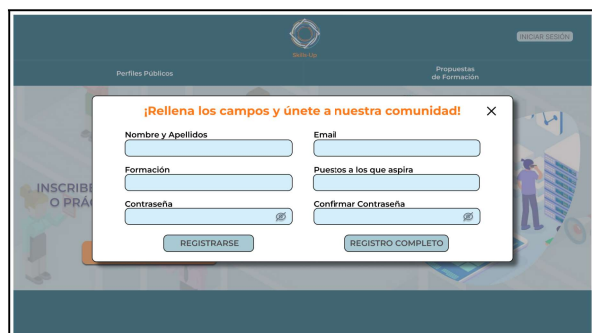 Skills-Up
INICIAR SESIÓN
Perfiles Públicos
Propuestas
de Formación
¡Rellena los campos y únete a nuestra comunidad!
Nombre y Apellidos
Email
Formación
Puestos a los que aspira
Contraseña
Confirmar Contraseña
REGISTRARSE
REGISTRO COMPLETO
INSCRIBE
O PRÁ